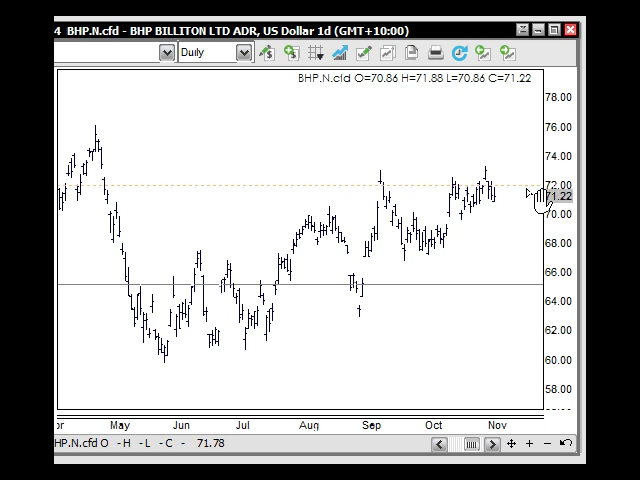 4 BHP.N.cfd - BHP BILLITON LTD ADR, US Dollar 1d (GMT+10:00)
Daily
BHP.N.cfd O=70.86 H=71.88 L=70.86 C=71.22
78.00
76.00
74.00
72.00
71.22
70.00
68.00
66.00
64.00
62.00
60.00
58.00
pr May Jun Jul Aug Sep Oct Nov
HP.N.cfd O - H - L - C - 71.78